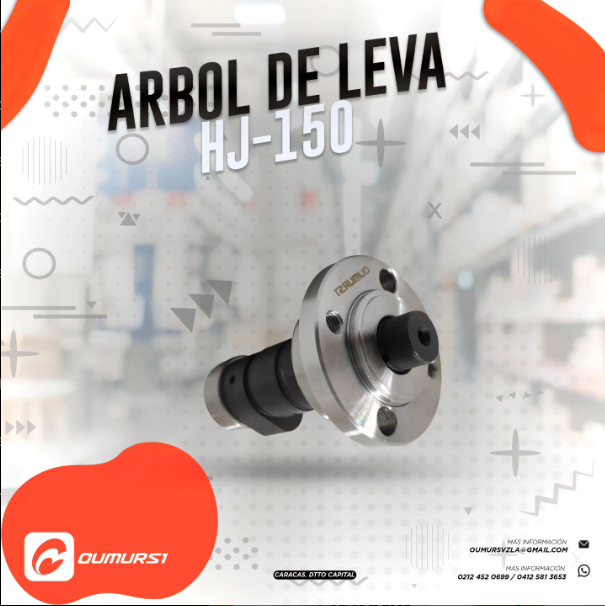 ARBOL DE LEVA
HJ-150
OUMURS1
OUMURS1
MÁS INFORMACIÓN
OUMURSVZLA@GMAIL.COM
MÁS INFORMACIÓN
0212 452 0699 / 0412 581 3653
CARACAS. DTTO CAPITAL